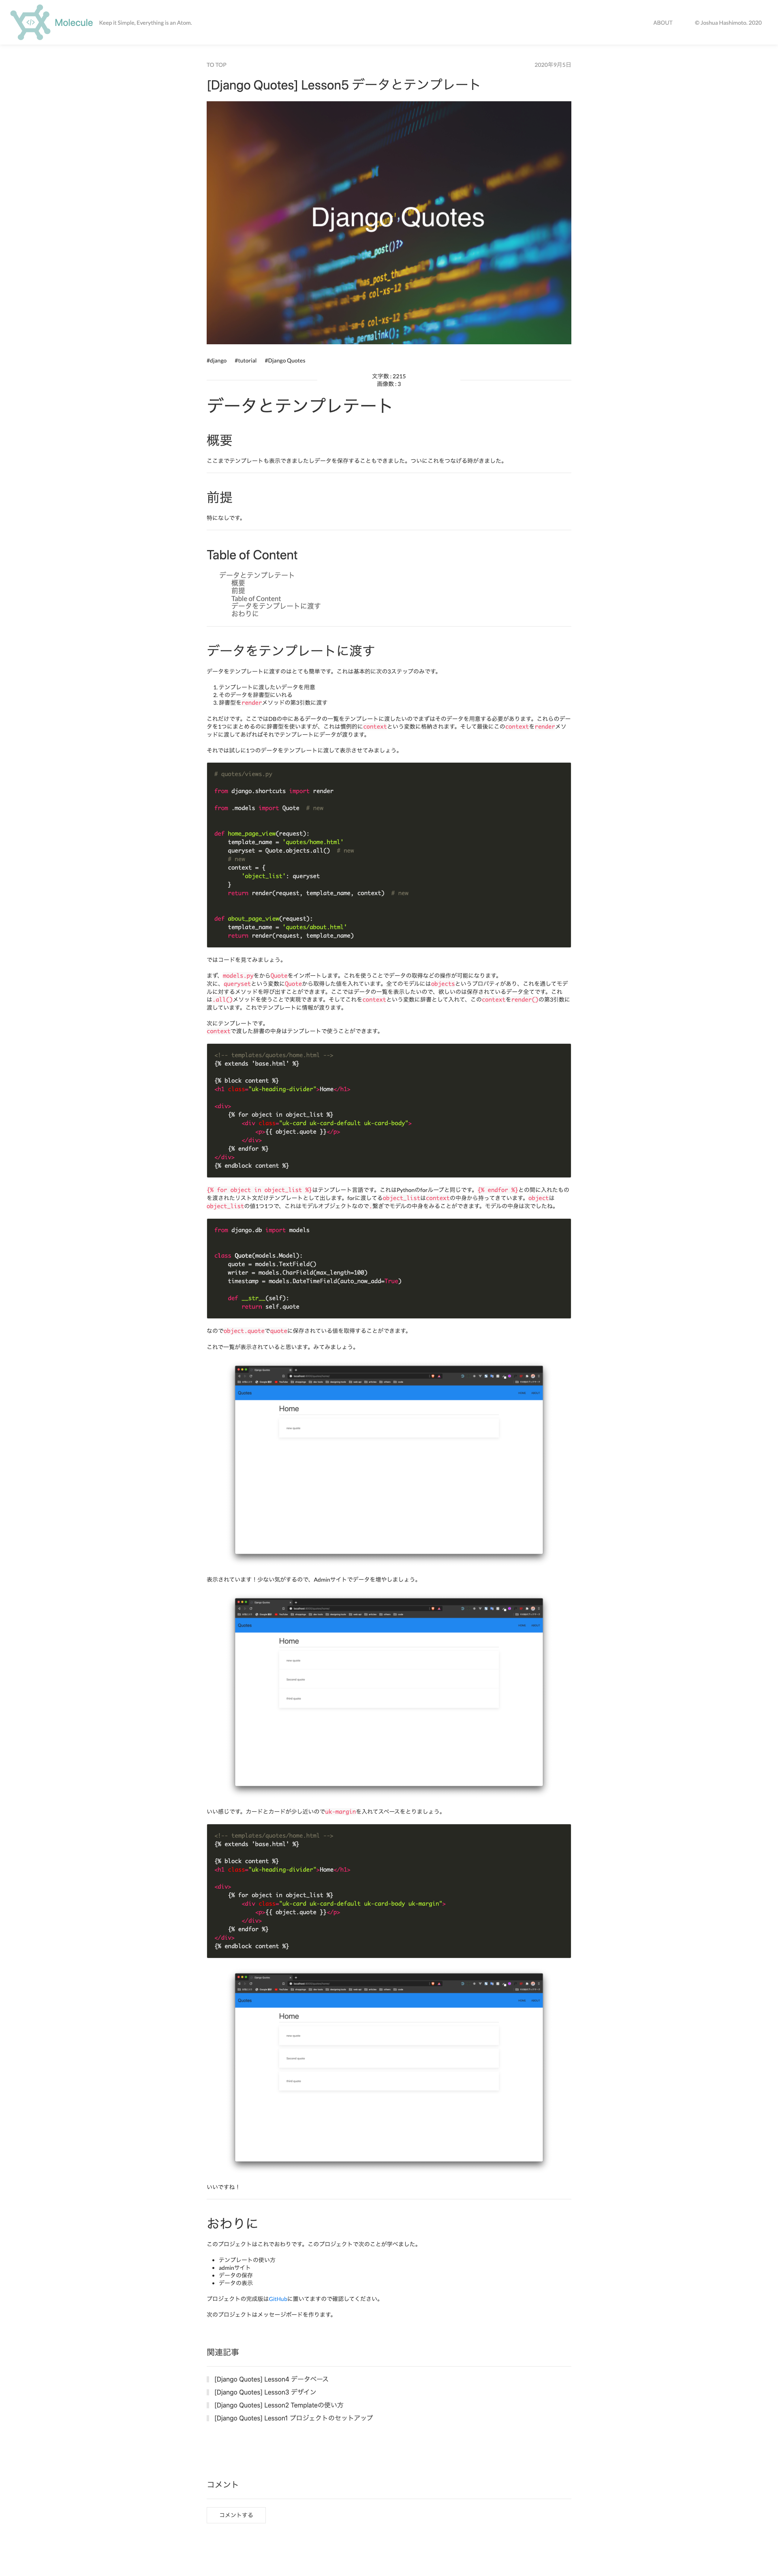 Molecule
Keep it Simple, Everything is an Atom.
ABOUT
© Joshua Hashimoto. 2020
TO TOP
2020年9月5日
[Django Quotes] Lesson5 データとテンプレート
Django Quotes
the_post()?>
has_post_thumb
col-xs-12
permalink();
#django #tutorial #Django Quotes
文字数 : 2215
画像数 : 3
データとテンプレテート
概要
ここまでテンプレートも表示できましたしデータを保存することもできました。ついにこれをつなげる時がきました。
前提
特になしです。
Table of Content
データとテンプレテート
概要
前提
Table of Content
データをテンプレートに渡す
おわりに
データをテンプレートに渡す
データをテンプレートに渡すのはとても簡単です。これは基本的に次の3ステップのみです。
1. テンプレートに渡したいデータを用意
2. そのデータを辞書型にいれる
3. 辞書型をrenderメソッドの第3引数に渡す
これだけです。ここではDBの中にあるデータの一覧をテンプレートに渡したいのでまずはそのデータを用意する必要があります。これらのデー
タを1つにまとめるのに辞書型を使いますが、これは慣例的にcontextという変数に格納されます。そして最後にこのcontextをrenderメソ
ッドに渡してあげればそれでテンプレートにデータが渡ります。
それでは試しに1つのデータをテンプレートに渡して表示させてみましょう。
# quotes/views.py
from django.shortcuts import render
from .models import Quote # new
def home_page_view(request):
template_name = 'quotes/home.html'
queryset = Quote.objects.all() # new
# new
context = {
'object_list': queryset
}
return render(request, template_name, context) # new
def about_page_view(request):
template_name = 'quotes/about.html'
return render(request, template_name)
ではコードを見てみましょう。
まず、models.pyをからQuoteをインポートします。これを使うことでデータの取得などの操作が可能になります。
次に、querysetという変数にQuoteから取得した値を入れています。全てのモデルにはobjectsというプロパティがあり、これを通してモデ
ルに対するメソッドを呼び出すことができます。ここではデータの一覧を表示したいので、欲しいのは保存されているデータ全てです。これ
は.all()メソッドを使うことで実現できます。そしてこれをcontextという変数に辞書として入れて、このcontextをrender()の第3引数に
渡しています。これでテンプレートに情報が渡ります。
次にテンプレートです。
contextで渡した辞書の中身はテンプレートで使うことができます。
<!-- templates/quotes/home.html -->
{% extends 'base.html' %}
{% block content %}
<h1 class="uk-heading-divider">Home</h1>
<div>
{% for object in object_list %}
<div class="uk-card uk-card-default uk-card-body">
<p>{{ object.quote }}</p>
</div>
{% endfor %}
</div>
{% endblock content %}
{% for object in object_list %}はテンプレート言語です。これはPythonのforループと同じです。{% endfor %}との間に入れたもの
を渡されたリスト文だけテンプレートとして出します。forに渡してるobject_listはcontextの中身から持ってきています。objectは
object_listの値1つ1つで、これはモデルオブジェクトなので.繋ぎでモデルの中身をみることができます。モデルの中身は次でしたね。
from django.db import models
class Quote(models.Model):
quote = models.TextField()
writer = models.CharField(max_length=100)
timestamp = models.DateTimeField(auto_now_add=True)
def __str__(self):
return self.quote
なのでobject.quoteでquoteに保存されている値を取得することができます。
これで一覧が表示されていると思います。みてみましょう。
Quotes
Home
表示されています！少ない気がするので、Adminサイトでデータを増やしましょう。
Quotes
Home
いい感じです。カードとカードが少し近いのでuk-marginを入れてスペースをとりましょう。
<!-- templates/quotes/home.html -->
{% extends 'base.html' %}
{% block content %}
<h1 class="uk-heading-divider">Home</h1>
<div>
{% for object in object_list %}
<div class="uk-card uk-card-default uk-card-body uk-margin">
<p>{{ object.quote }}</p>
</div>
{% endfor %}
</div>
{% endblock content %}
Quotes
Home
いいですね！
おわりに
このプロジェクトはこれでおわりです。このプロジェクトで次のことが学べました。
テンプレートの使い方
adminサイト
データの保存
データの表示
プロジェクトの完成版はGitHubに置いてますので確認してください。
次のプロジェクトはメッセージボードを作ります。
関連記事
[Django Quotes] Lesson4 データベース
[Django Quotes] Lesson3 デザイン
[Django Quotes] Lesson2 Templateの使い方
[Django Quotes] Lesson1 プロジェクトのセットアップ
コメント
コメントする